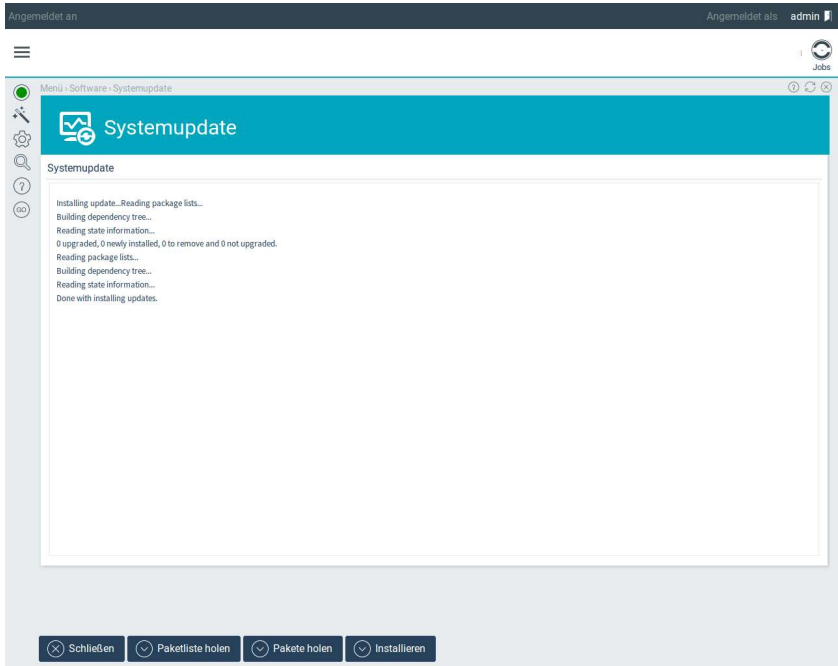 Angemeldet an
Angemeldet als admin
Jobs
Menü › Software › Systemupdate
Systemupdate
Systemupdate
Installing update...Reading package lists...
Building dependency tree...
Reading state information...
0 upgraded, 0 newly installed, 0 to remove and 0 not upgraded.
Reading package lists...
Building dependency tree...
Reading state information...
Done with installing updates.
GO
Schließen
Paketliste holen
Pakete holen
Installieren